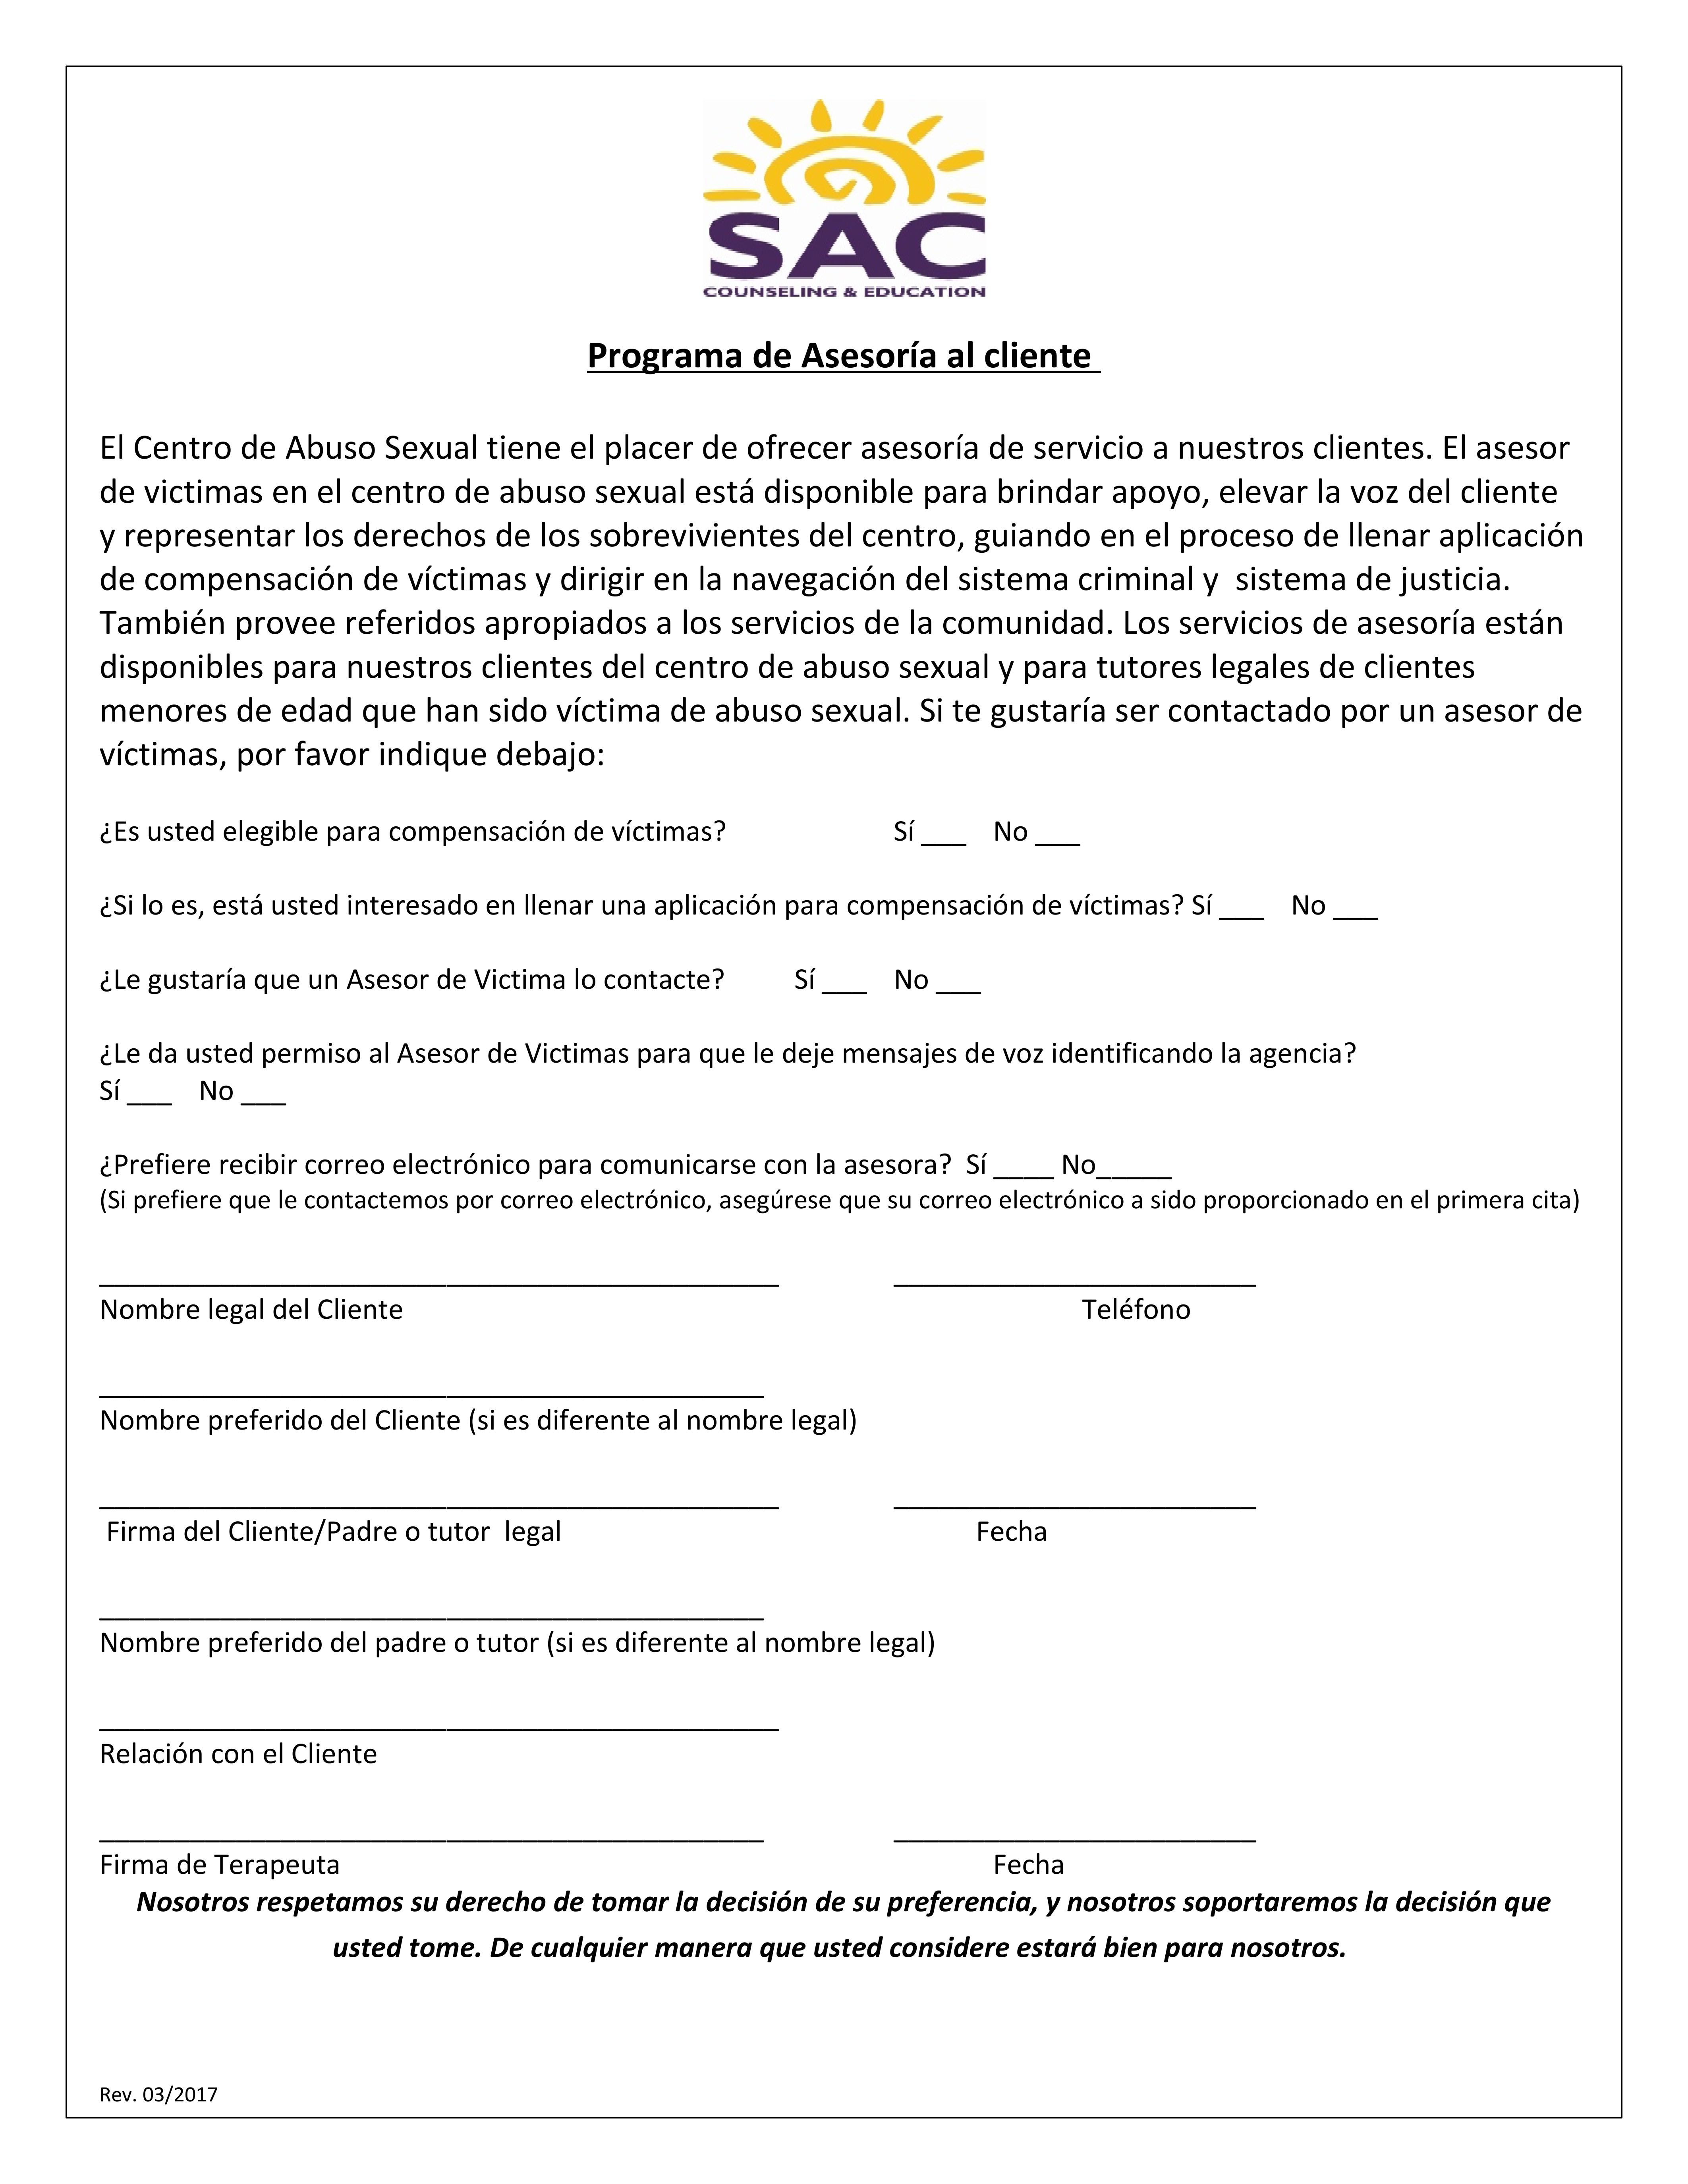 SAC
COUNSELING & EDUCATION
Programa de Asesoría al cliente
El Centro de Abuso Sexual tiene el placer de ofrecer asesoría de servicio a nuestros clientes. El asesor
de victimas en el centro de abuso sexual está disponible para brindar apoyo, elevar la voz del cliente
y representar los derechos de los sobrevivientes del centro, guiando en el proceso de llenar aplicación
de compensación de víctimas y dirigir en la navegación del sistema criminal y  sistema de justicia.
También provee referidos apropiados a los servicios de la comunidad. Los servicios de asesoría están
disponibles para nuestros clientes del centro de abuso sexual y para tutores legales de clientes
menores de edad que han sido víctima de abuso sexual. Si te gustaría ser contactado por un asesor de
víctimas, por favor indique debajo:
¿Es usted elegible para compensación de víctimas? Sí ___ No ___
¿Si lo es, está usted interesado en llenar una aplicación para compensación de víctimas? Sí ___ No ___
¿Le gustaría que un Asesor de Victima lo contacte? Sí ___ No ___
¿Le da usted permiso al Asesor de Victimas para que le deje mensajes de voz identificando la agencia?
Sí ___ No ___
¿Prefiere recibir correo electrónico para comunicarse con la asesora?  Sí ____ No_____
(Si prefiere que le contactemos por correo electrónico, asegúrese que su correo electrónico a sido proporcionado en el primera cita)
Nombre legal del Cliente Teléfono
Nombre preferido del Cliente (si es diferente al nombre legal)
Firma del Cliente/Padre o tutor  legal Fecha
Nombre preferido del padre o tutor (si es diferente al nombre legal)
Relación con el Cliente
Firma de Terapeuta Fecha
Nosotros respetamos su derecho de tomar la decisión de su preferencia, y nosotros soportaremos la decisión que
usted tome. De cualquier manera que usted considere estará bien para nosotros.
Rev. 03/2017